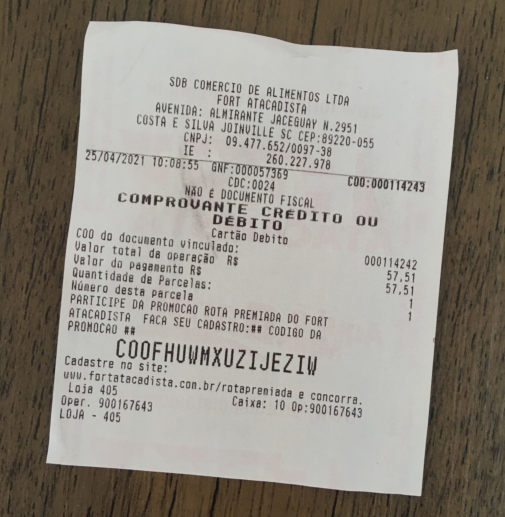 SDB COMERCIO DE ALIMENTOS LTDA
FORT ATACADISTA
AVENIDA: ALMIRANTE JACEGUAY N.2951
COSTA E SILVA JOINVILLE SC CEP:89220-055
CNPJ: 09.477.652/0097-38
IE : 260.227.978
25/04/2021 10:08:55 GNF:000057369 COO:000114243
CDC:0024
NÃO É DOCUMENTO FISCAL
COMPROVANTE CRÉDITO OU
DÉBITO
Cartão Debito
COO do documento vinculado: 000114242
Valor total da operação R$ 57,51
Valor do pagamento R$ 57,51
Quantidade de Parcelas: 1
Número desta parcela 1
PARTICIPE DA PROMOCAO ROTA PREMIADA DO FORT
ATACADISTA FACA SEU CADASTRO:## CODIGO DA
PROMOCAO ##
COOFHUWMXUZIJEZIW
Cadastre no site:
www.fortatacadista.com.br/rotapreniada e concorra.
Loja 405 Caixa: 10 Op:900167643
Oper. 900167643
LOJA - 405